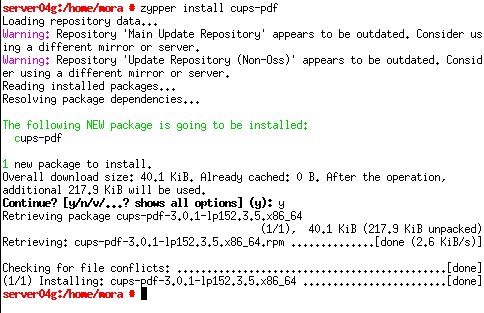 server04g:/home/mora # zypper install cups-pdf
Loading repository data...
Warning: Repository 'Main Update Repository' appears to be outdated. Consider us
ing a different mirror or server.
Warning: Repository 'Update Repository (Non-Oss)' appears to be outdated. Consid
er using a different mirror or server.
Reading installed packages...
Resolving package dependencies...
The following NEW package is going to be installed:
cups-pdf
1 new package to install.
Overall download size: 40.1 KiB. Already cached: 0 B. After the operation,
additional 217.9 KiB will be used.
Continue? [y/n/v/...? shows all options] (y): y
Retrieving package cups-pdf-3.0.1-lp152.3.5.x86_64
(1/1),  40.1 KiB (217.9 KiB unpacked)
Retrieving: cups-pdf-3.0.1-lp152.3.5.x86_64.rpm ..............[done (2.6 KiB/s)]
Checking for file conflicts: ............................................[done]
(1/1) Installing: cups-pdf-3.0.1-lp152.3.5.x86_64 .......................[done]
server04g:/home/mora #